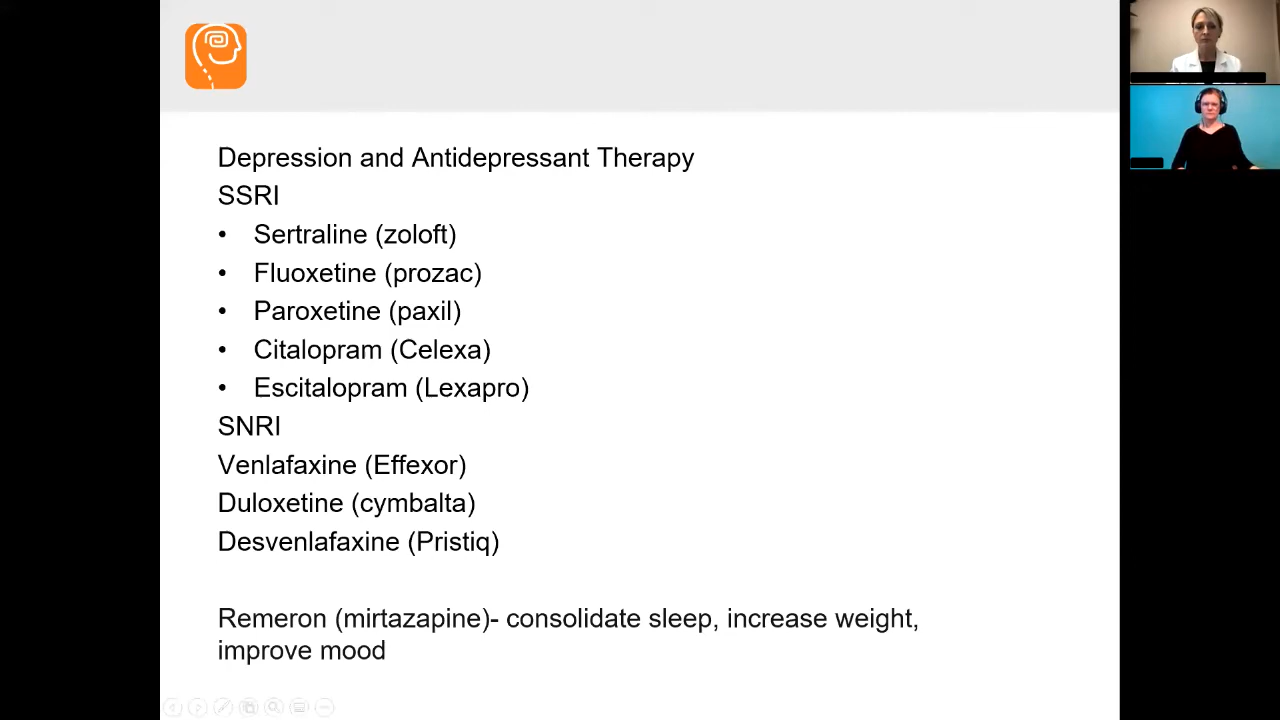 Depression and Antidepressant Therapy
SSRI
• Sertraline (zoloft)
• Fluoxetine (prozac)
• Paroxetine (paxil)
• Citalopram (Celexa)
• Escitalopram (Lexapro)
SNRI
Venlafaxine (Effexor)
Duloxetine (cymbalta)
Desvenlafaxine (Pristiq)
Remeron (mirtazapine)- consolidate sleep, increase weight,
improve mood